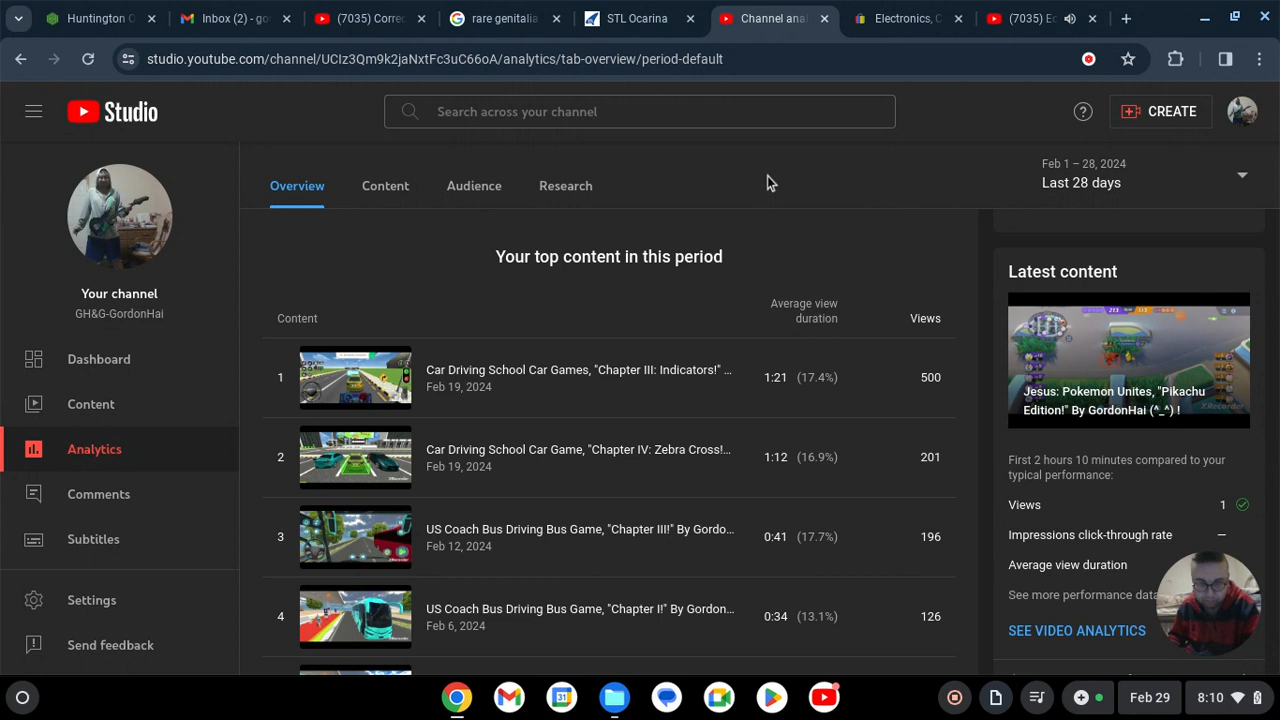 Huntington O
Inbox (2) - go
(7035) Correc
rare genitalia
STL Ocarina
Channel ana
Electronics, C
(7035) Ec
studio.youtube.com/channel/UCIz3Qm9k2jaNxtFc3uC66oA/analytics/tab-overview/period-default
Studio
Search across your channel
CREATE
Feb 1 – 28, 2024
Last 28 days
Overview
Content
Audience
Research
Your channel
GH&G-GordonHai
Dashboard
Content
Analytics
Comments
Subtitles
Settings
Send feedback
Your top content in this period
Content
Average view
duration
Views
1
Car Driving School Car Games, "Chapter III: Indicators!" ...
Feb 19, 2024
1:21 (17.4%)
500
2
Car Driving School Car Game, "Chapter IV: Zebra Cross!...
Feb 19, 2024
1:12 (16.9%)
201
3
US Coach Bus Driving Bus Game, "Chapter III!" By Gordo...
Feb 12, 2024
0:41 (17.7%)
196
4
US Coach Bus Driving Bus Game, "Chapter I!" By Gordon...
Feb 6, 2024
0:34 (13.1%)
126
Latest content
Jesus: Pokemon Unites, "Pikachu
Edition!" By GordonHai (^_^) !
XRecorder
First 2 hours 10 minutes compared to your
typical performance:
Views
1
Impressions click-through rate
—
Average view duration
See more performance data
SEE VIDEO ANALYTICS
31
Feb 29
8:10